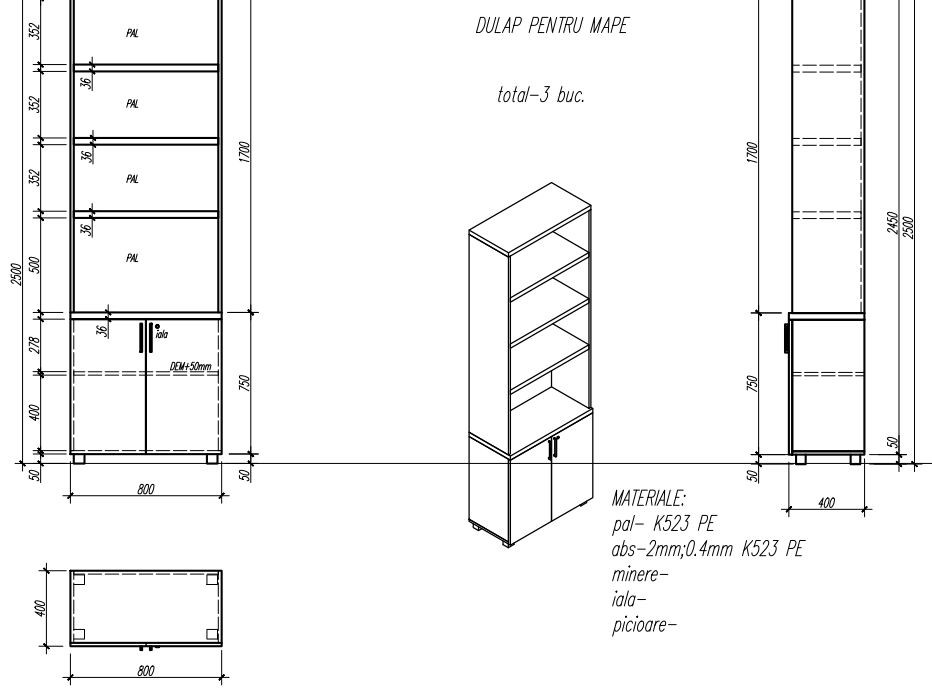 DULAP PENTRU MAPE
total-3 buc.
352
PAL
36
352
PAL
36
352
PAL
36
500
PAL
2500
1700
36
iala
278
DEM+50mm
400
750
50
50
800
1700
2450
2500
750
50
50
400
MATERIALE:
pal- K523 PE
abs-2mm;0.4mm K523 PE
minere-
iala-
picioare-
400
800